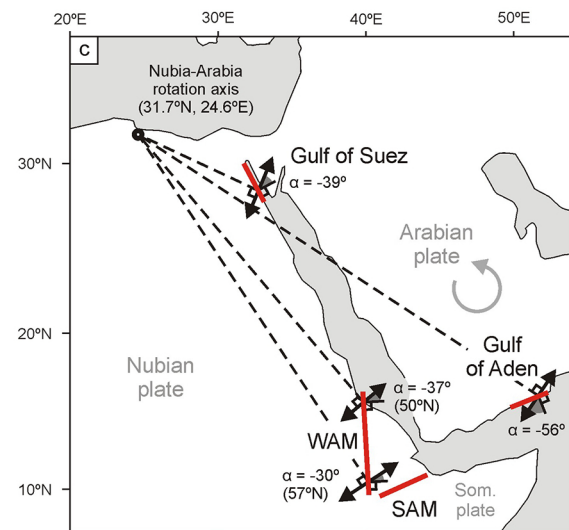 20ºE
30ºE
40ºE
50ºE
C
Nubia-Arabia
rotation axis
(31.7ºN, 24.6ºE)
30ºN
Gulf of Suez
α = -39º
Arabian
plate
20ºN
Gulf
of Aden
Nubian
plate
α = -37º
(50ºN)
α = -56º
WAM
α = -30º
(57ºN)
10ºN
SAM
Som.
plate